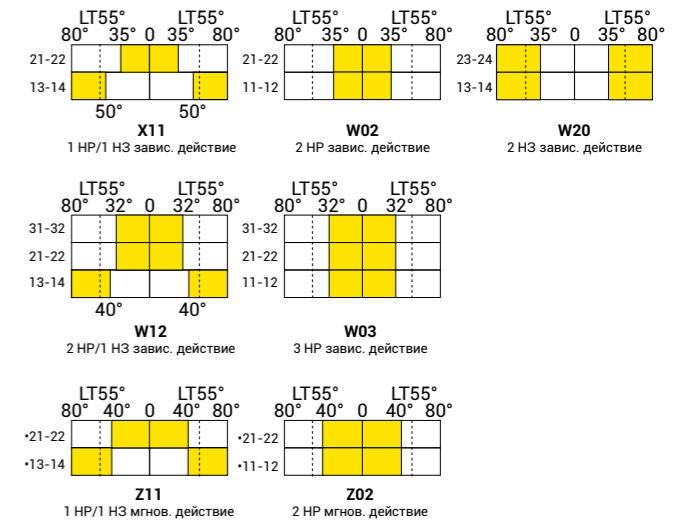 LT55° LT55° LT55° LT55° LT55° LT55°
80° 35° 0 35° 80° 80° 35° 0 35° 80° 80° 35° 0 35° 80°
21-22 21-22 23-24
13-14 11-12 13-14
50° 50°
X11 W02 W20
1 НР/1 НЗ завис. действие 2 НР завис. действие 2 НЗ завис. действие
LT55° LT55° LT55° LT55°
80° 32° 0 32° 80° 80° 32° 0 32° 80°
31-32 31-32
21-22 21-22
13-14 11-12
40° 40°
W12 W03
2 НР/1 НЗ завис. действие 3 НР завис. действие
LT55° LT55° LT55° LT55°
80° 40° 0 40° 80° 80° 40° 0 40° 80°
•21-22 •21-22
•13-14 •11-12
Z11 Z02
1 НР/1 НЗ мгнов. действие 2 НР мгнов. действие